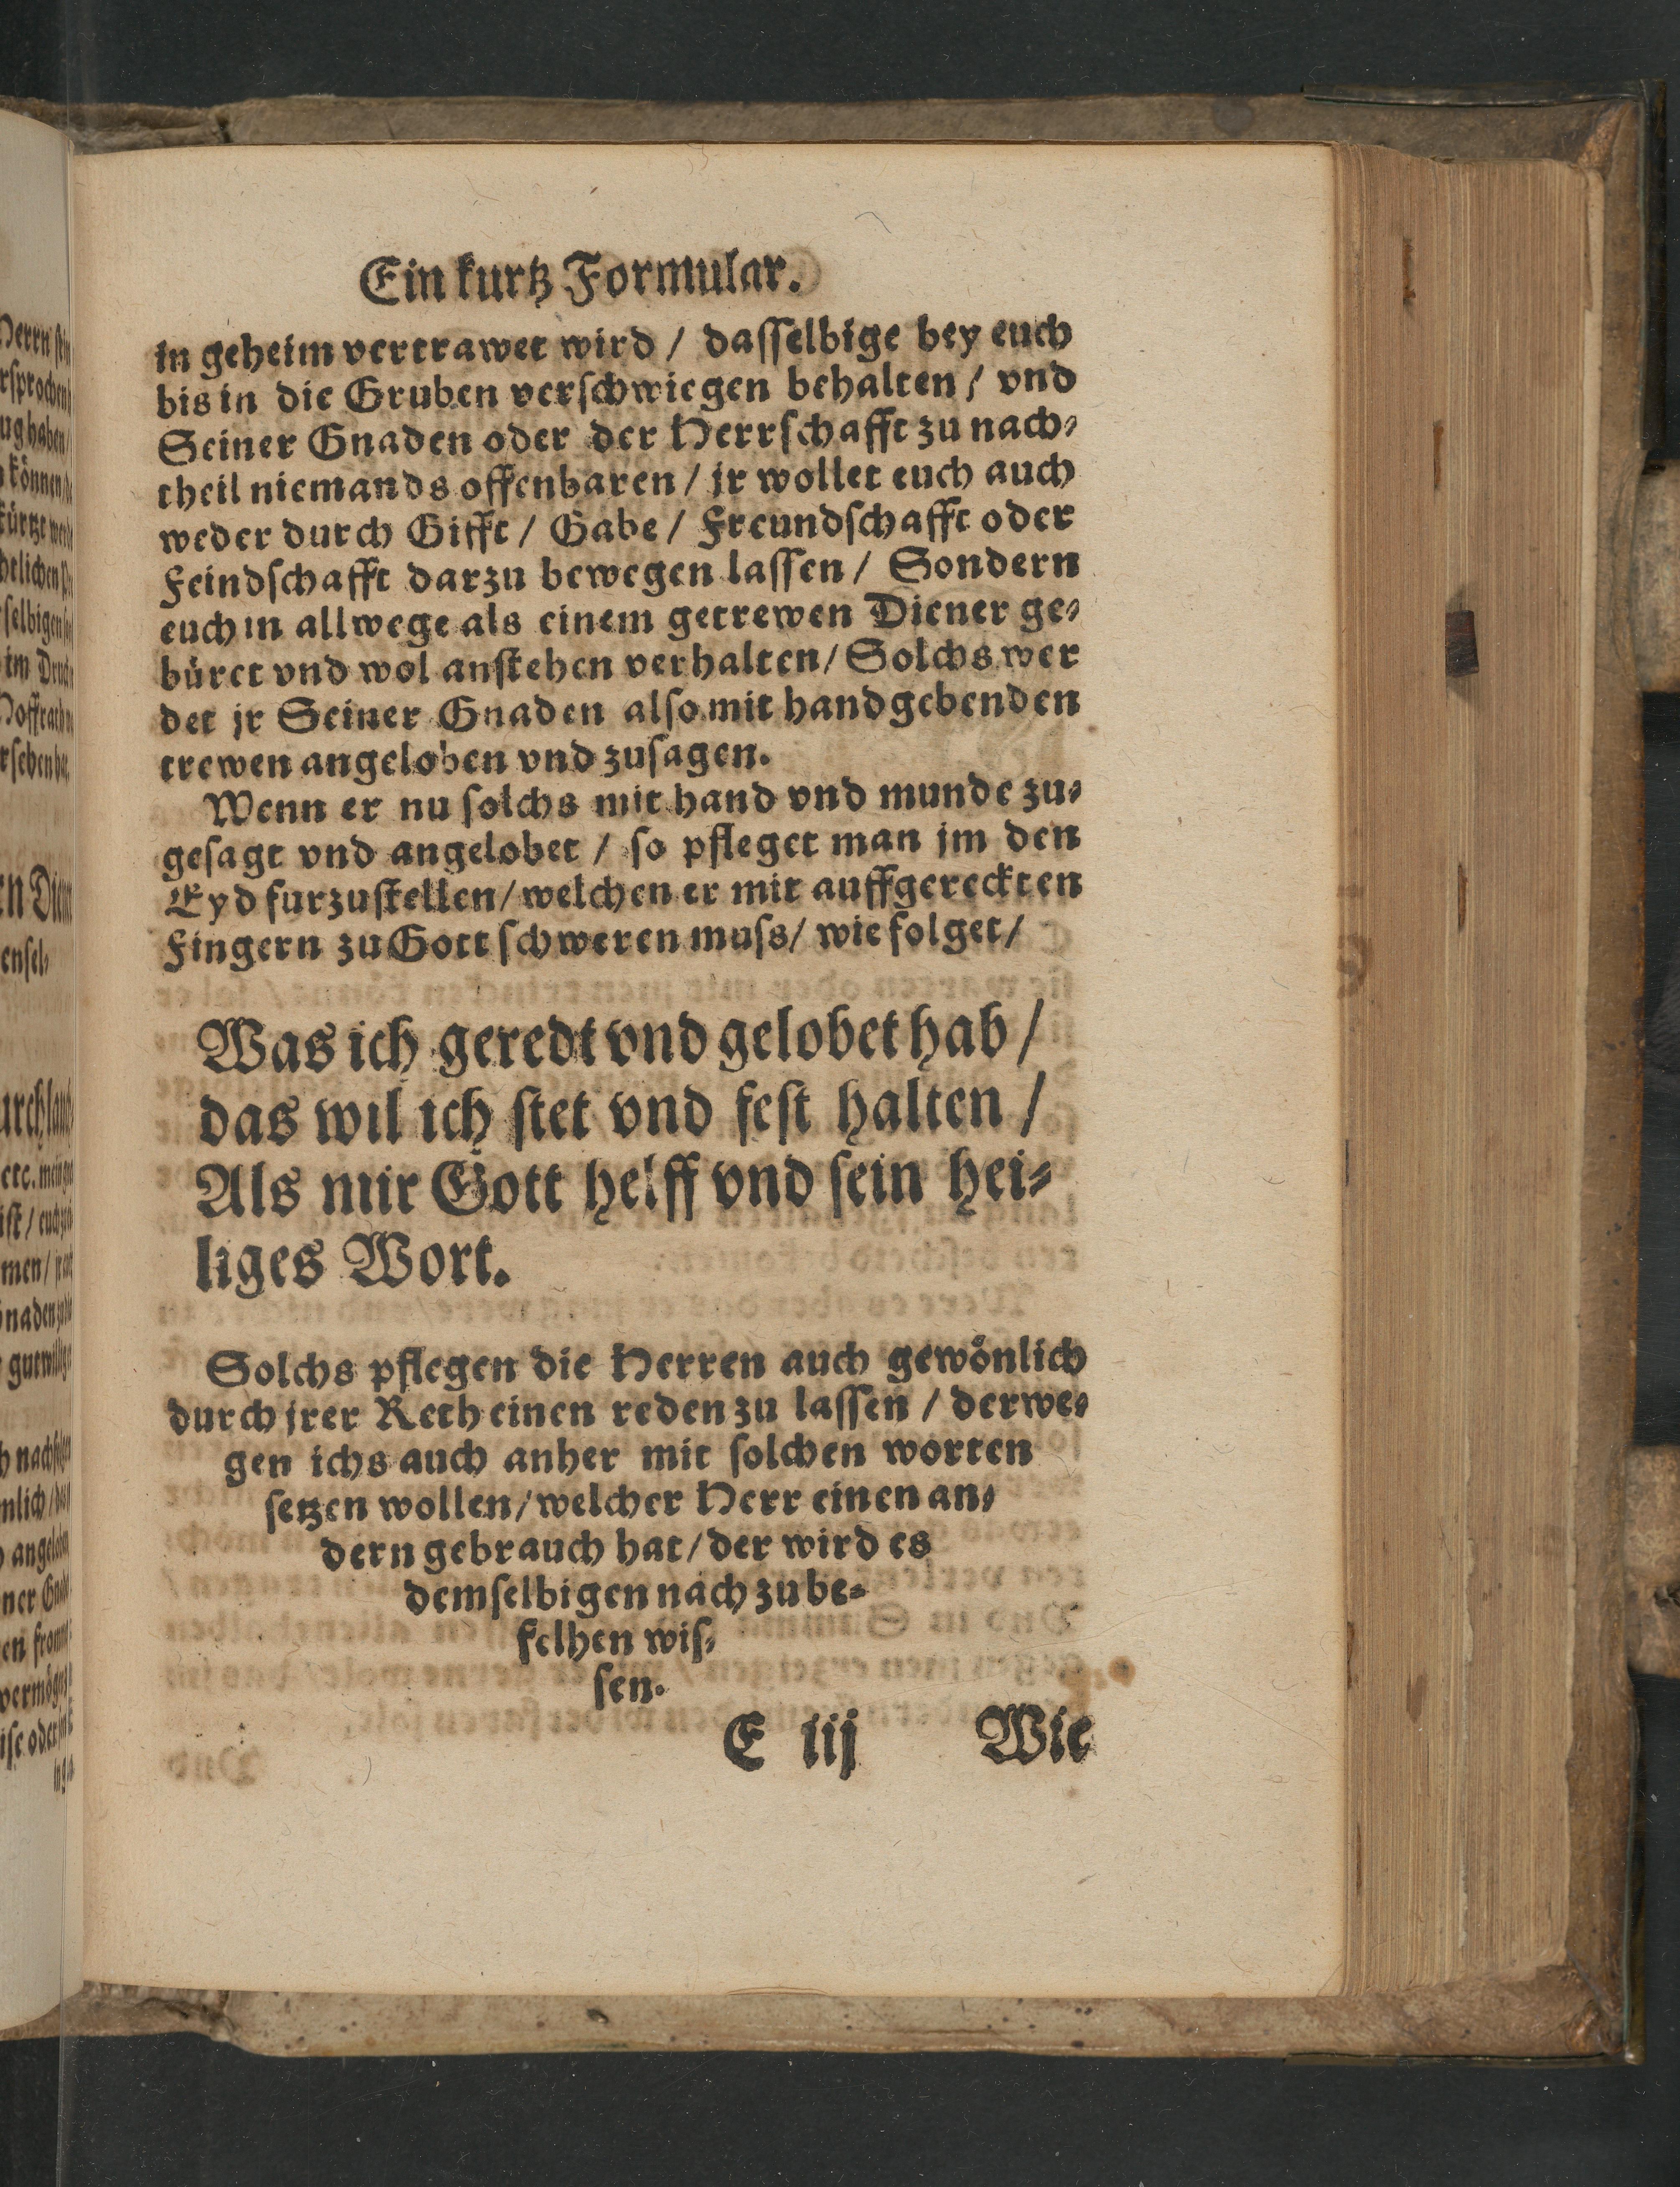 Ein kurtz Formular.
in geheim vertrawet wird / dasselbige bey euch
bis in die Gruben verschwiegen behalten / vnd
Seiner Gnaden oder der Herrschafft zu nach-
theil niemands offenbaren / jr wollet euch auch
weder durch Gifft / Gabe / Freundschafft oder
Feindschafft darzu bewegen lassen / Sondern
euch in allwege als einem getrewen Diener ge-
büret vnd wol anstehen verhalten / Solchs wer
det jr Seiner Gnaden also mit handgebenden
trewen angeloben vnd zusagen.
Wenn er nu solchs mit hand vnd munde zu-
gesagt vnd angelobet / so pfleget man jm den
Eyd furzustellen / welchen er mit auffgereckten
Fingern zu Gott schweren muss / wie folget /
Was ich geredt vnd gelobet hab /
das wil ich stet vnd fest halten /
Als mir Gott helff vnd sein hei-
liges Wort.
Solchs pflegen die Herren auch gewönlich
durch jrer Reth einen reden zu lassen / derwe-
gen ichs auch anher mit solchen worten
setzen wollen / welcher Herr einen an-
dern gebrauch hat / der wird es
demselbigen nach zu be-
felhen wis-
sen.
E iij Wie